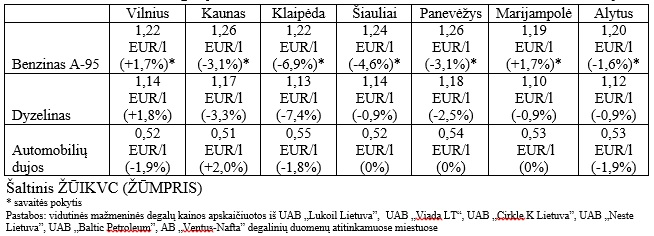 Vilnius Kaunas Klaipėda Šiauliai Panevėžys Marijampolė Alytus
1,22 1,26 1,22 1,24 1,26 1,19 1,20
EUR/l EUR/l EUR/l EUR/l EUR/l EUR/l EUR/l
Benzinas A-95 (+1,7%)* (-3,1%)* (-6,9%)* (-4,6%)* (-3,1%)* (+1,7%)* (-1,6%)*
1,14 1,17 1,13 1,14 1,18 1,10 1,12
EUR/l EUR/l EUR/l EUR/l EUR/l EUR/l EUR/l
Dyzelinas (+1,8%) (-3,3%) (-7,4%) (-0,9%) (-2,5%) (-0,9%) (-0,9%)
0,52 0,51 0,55 0,52 0,54 0,53 0,53
Automobilių EUR/l EUR/l EUR/l EUR/l EUR/l EUR/l EUR/l
dujos (-1,9%) (+2,0%) (-1,8%) (0%) (0%) (0%) (-1,9%)
Šaltinis ŽŪIKVC (ŽŪMPRIS)
* savaitės pokytis
Pastabos: vidutinės mažmeninės degalų kainos apskaičiuotos iš UAB „Lukoil Lietuva”, UAB „Viada LT“, UAB „Cirkle K Lietuva”, UAB „Neste
Lietuva”, UAB „Baltic Petroleum”, AB „Ventus-Nafta” degalinių duomenų atitinkamuose miestuose